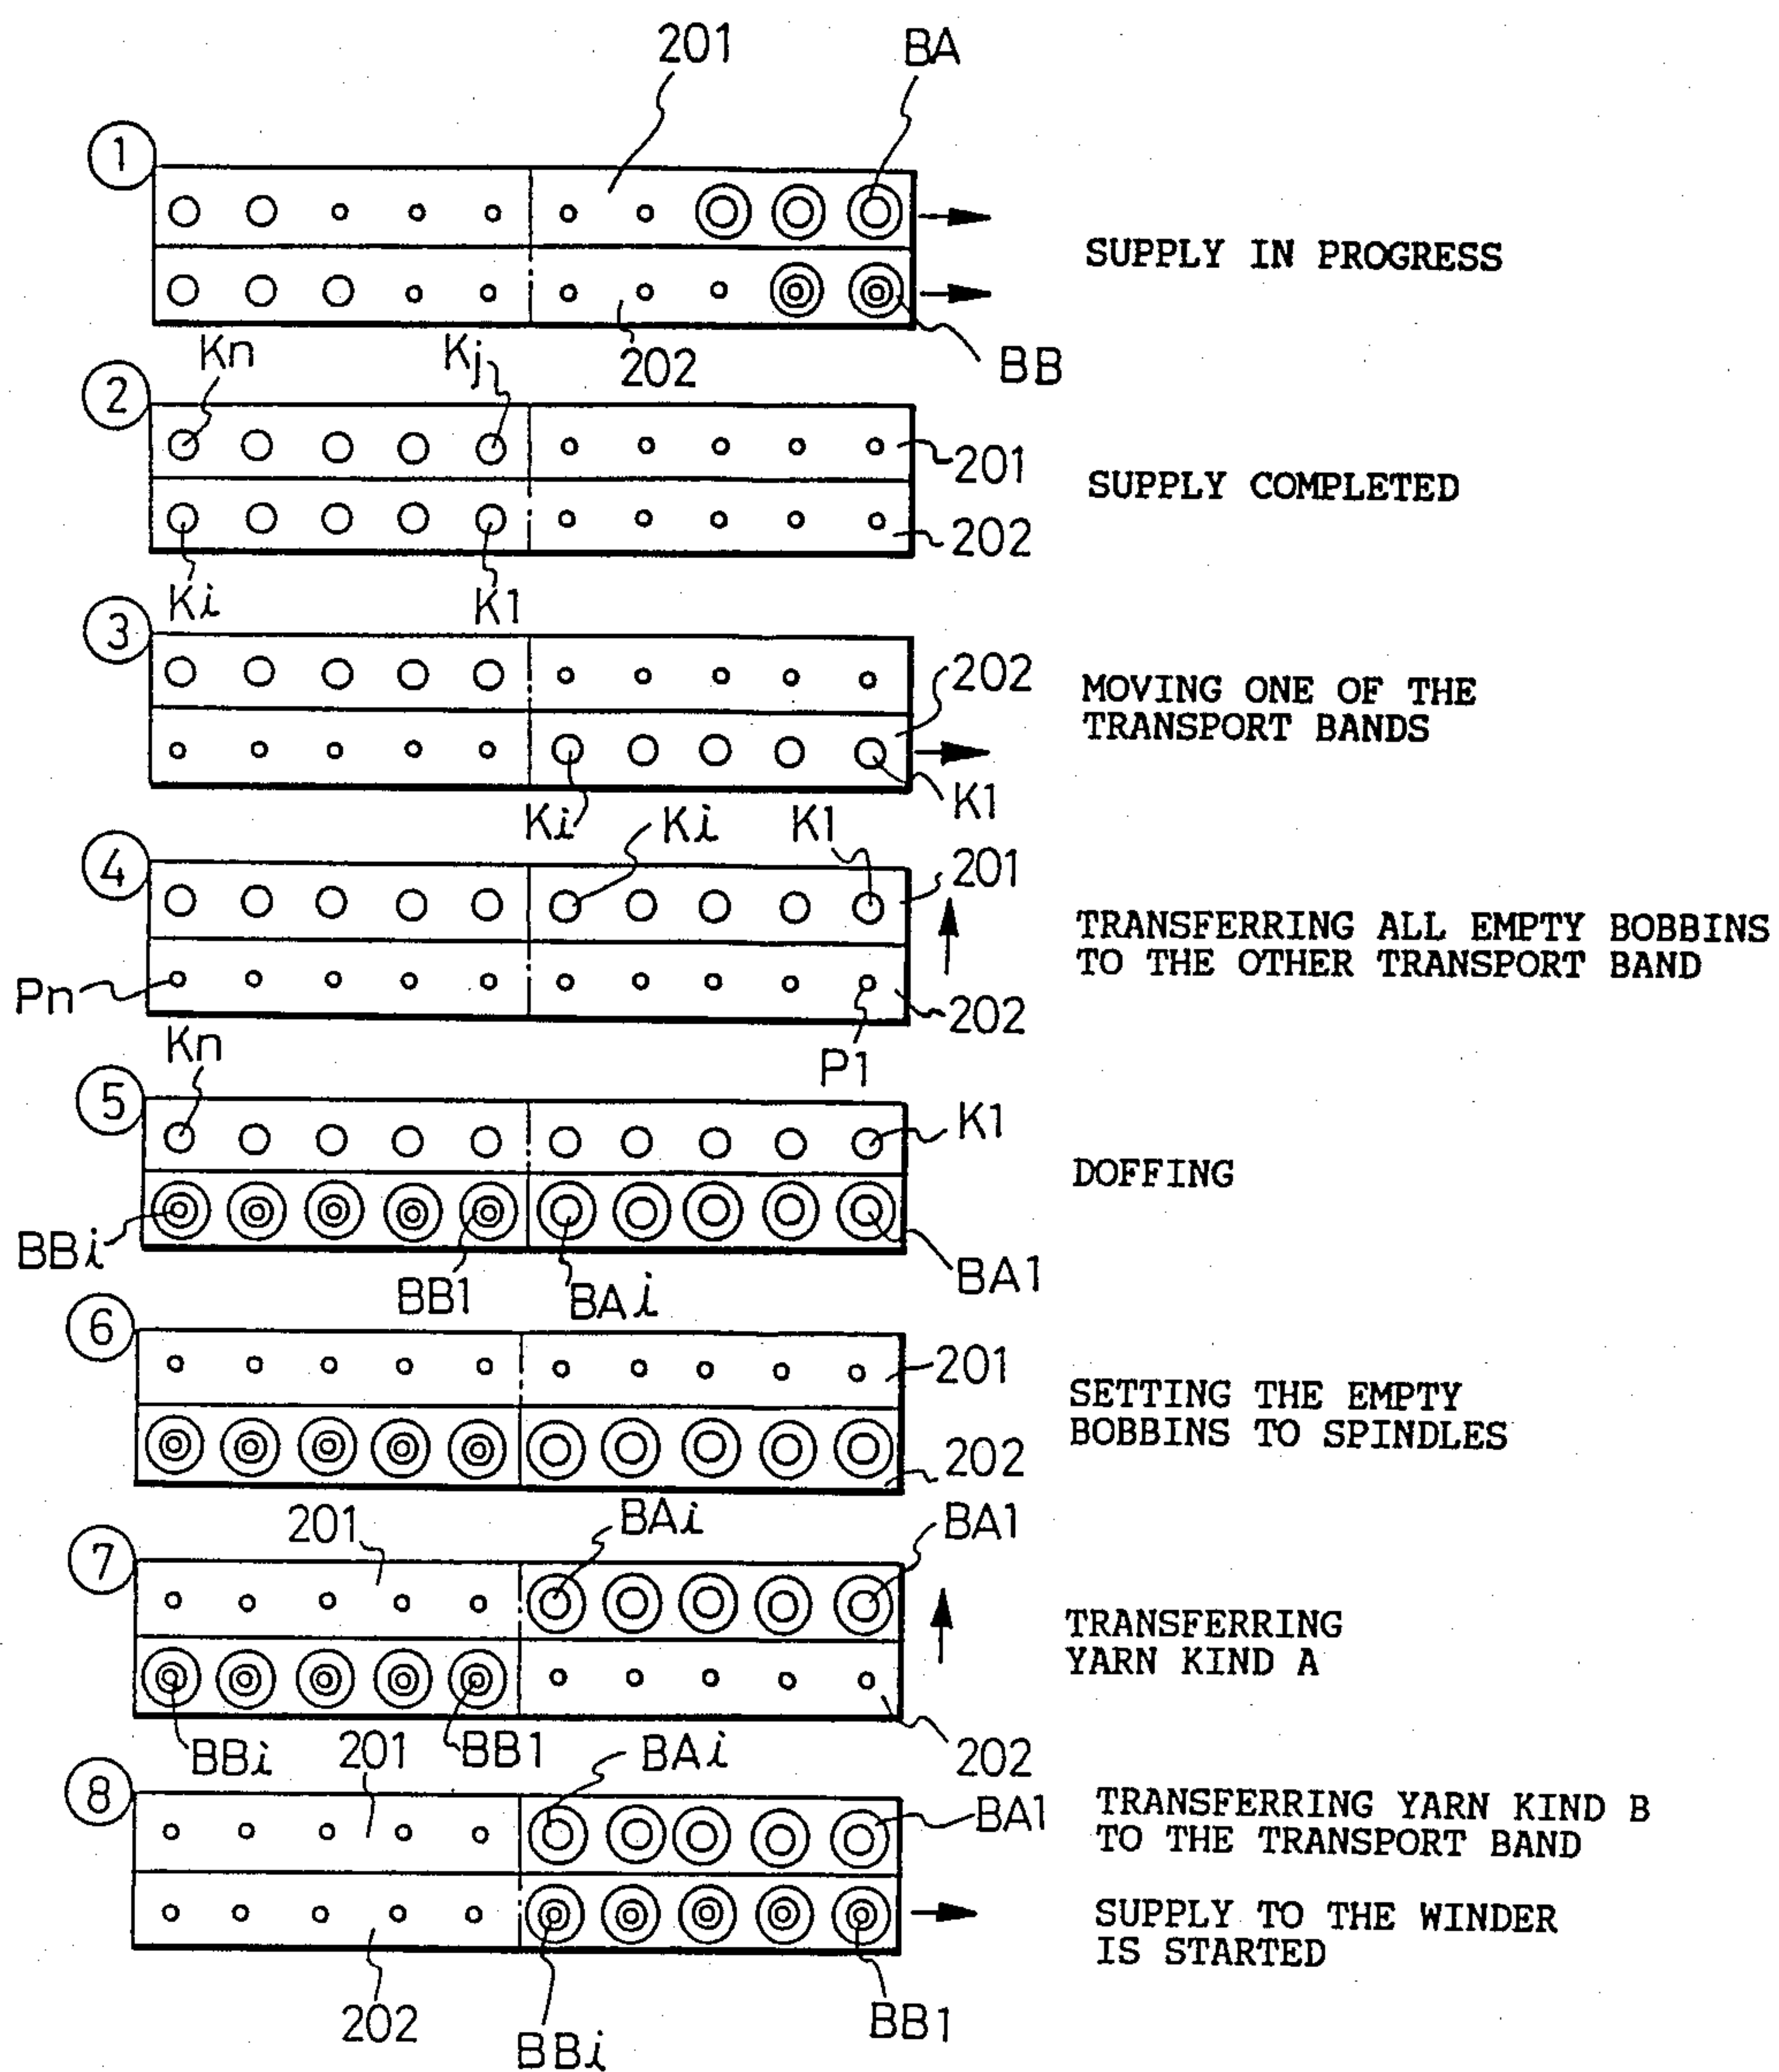 201
BA
1
SUPPLY IN PROGRESS
Kn
Kj
202
BB
2
201
SUPPLY COMPLETED
202
Ki
K1
3
202
MOVING ONE OF THE
TRANSPORT BANDS
K1
Ki
Ki
K1
4
201
TRANSFERRING ALL EMPTY BOBBINS
TO THE OTHER TRANSPORT BAND
Pn
202
Kn
P1
5
K1
DOFFING
BBi
BB1
BAi
BA1
6
201
SETTING THE EMPTY
BOBBINS TO SPINDLES
202
201
BAi
BA1
7
TRANSFERRING
YARN KIND A
BBi
201
BB1
BAi
202
8
BA1
TRANSFERRING YARN KIND B
TO THE TRANSPORT BAND
SUPPLY TO THE WINDER
IS STARTED
202
BBi
BB1